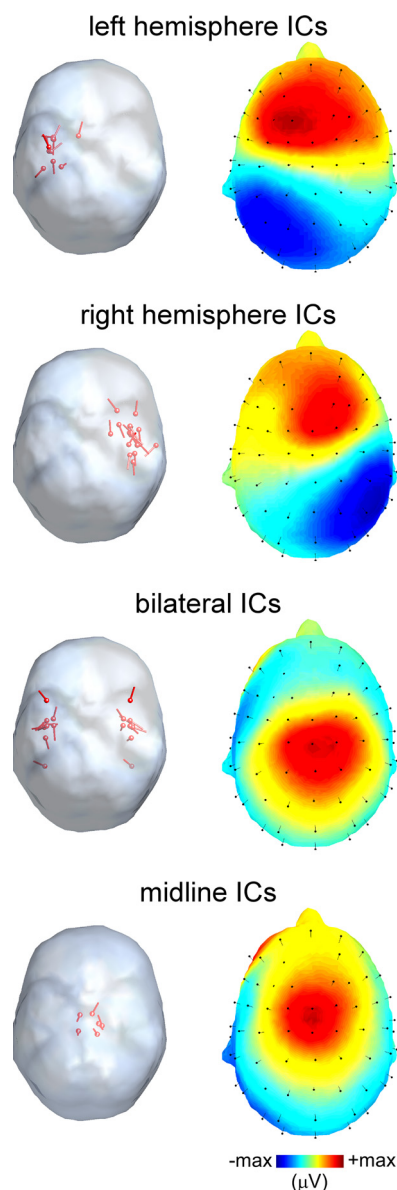 left hemisphere ICs
right hemisphere ICs
bilateral ICs
midline ICs
-max +max
(μV)